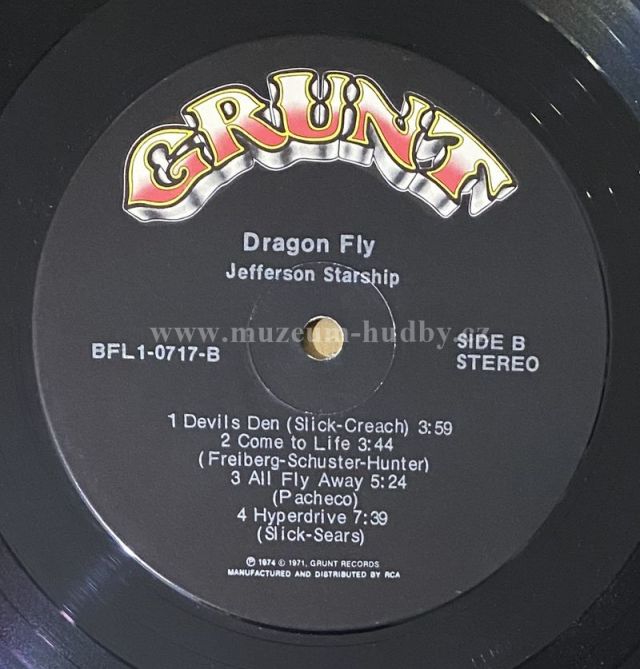 GRUNT
Dragon Fly
Jefferson Starship
www.muzeum-hudby.cz
BFL1-0717-B
SIDE B
STEREO
1 Devils Den (Slick-Creach) 3:59
2 Come to Life 3:44
(Freiberg-Schuster-Hunter)
3 All Fly Away 5:24
(Pacheco)
4 Hyperdrive 7:39
(Slick-Sears)
℗ 1974 © 1971, GRUNT RECORDS
MANUFACTURED AND DISTRIBUTED BY RCA